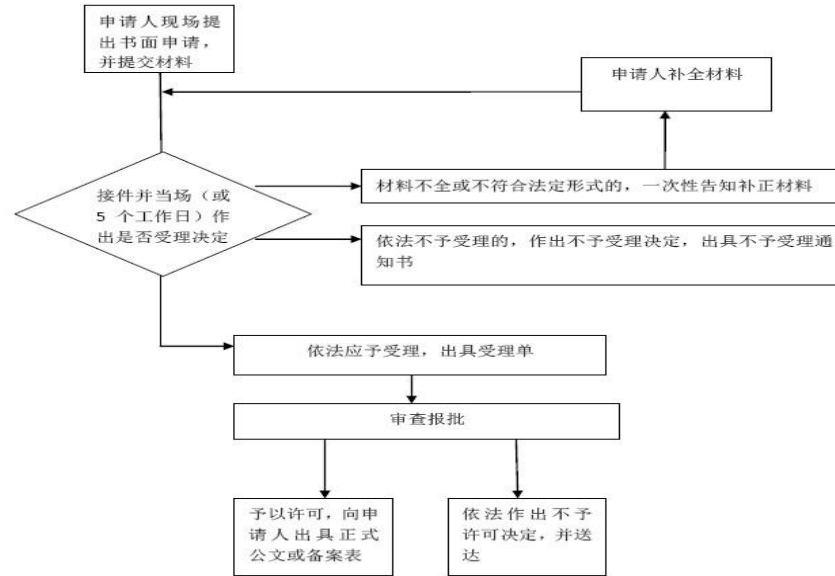 申请人现场提
出书面申请，
并提交材料
申请人补全材料
接件并当场（或
5 个工作日）作
出是否受理决定
材料不全或不符合法定形式的，一次性告知补正材料
依法不予受理的，作出不予受理决定，出具不予受理通
知书
依法应予受理，出具受理单
审查报批
予以许可，向申
请人出具正式
公文或备案表
依法作出不予
许可决定，并送
达